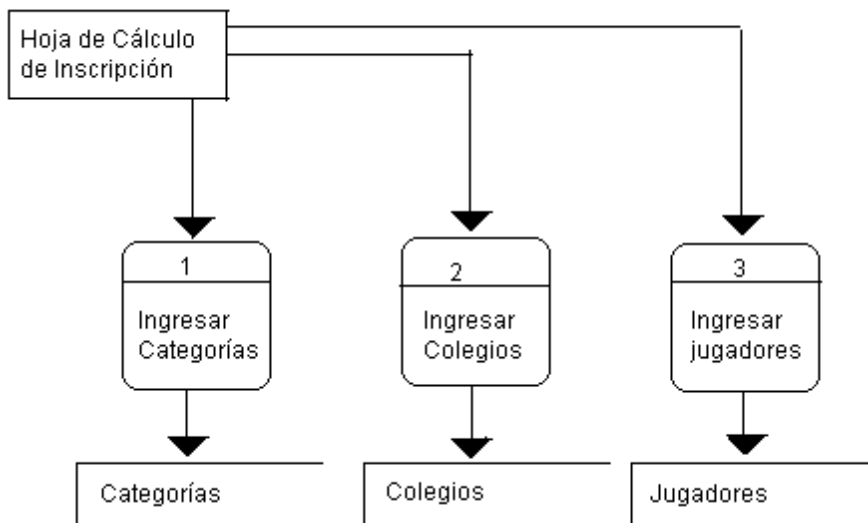 Hoja de Cálculo
de Inscripción
1
Ingresar
Categorías
2
Ingresar
Colegios
3
Ingresar
jugadores
Categorías
Colegios
Jugadores